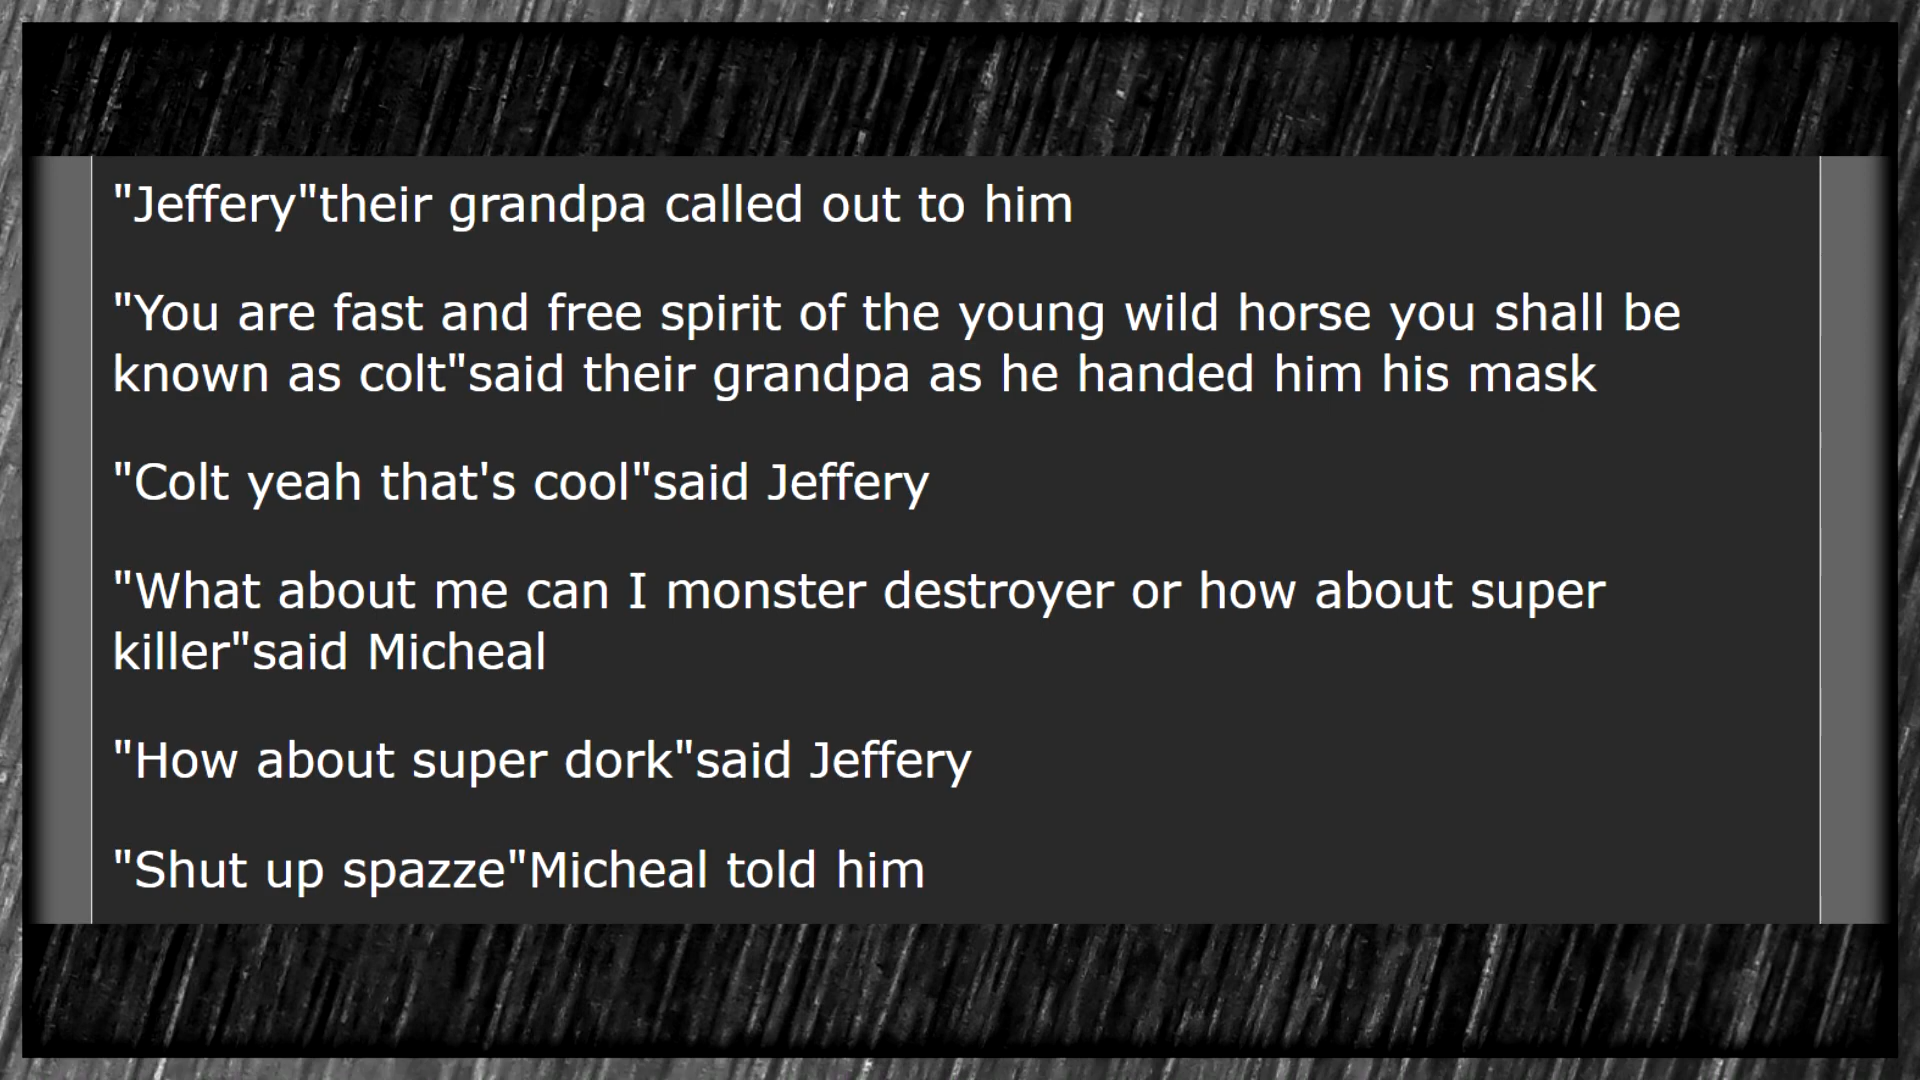 "Jeffery"their grandpa called out to him
"You are fast and free spirit of the young wild horse you shall be
known as colt"said their grandpa as he handed him his mask
"Colt yeah that's cool"said Jeffery
"What about me can I monster destroyer or how about super
killer"said Micheal
"How about super dork"said Jeffery
"Shut up spazze"Micheal told him